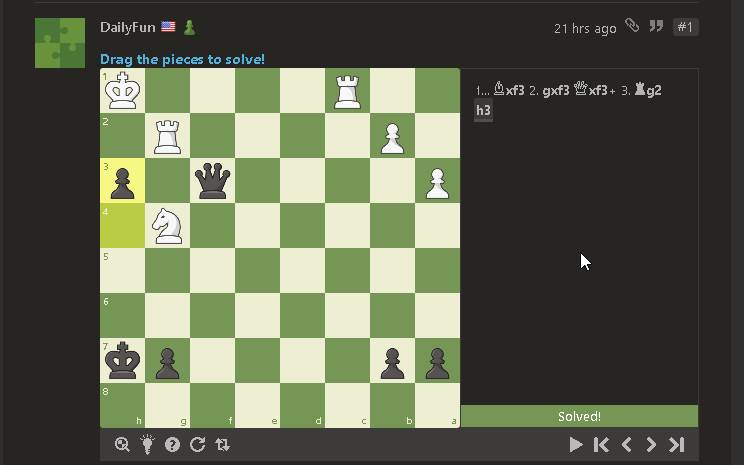 DailyFun
21 hrs ago
#1
Drag the pieces to solve!
1... ♗xf3 2. gxf3 ♕xf3+ 3. ♜g2
h3
1
2
3
4
5
6
7
8
h g f e d c b a
Solved!